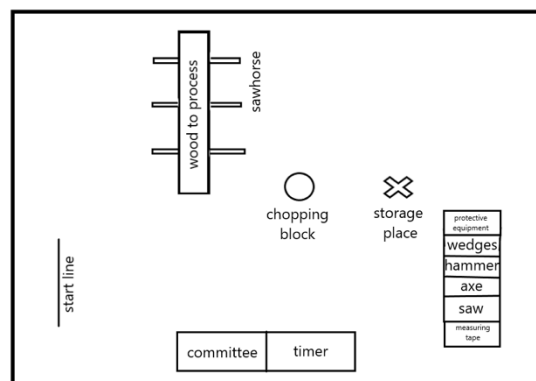 wood to process
sawhorse
chopping
block
storage
place
protective
equipment
wedges
hammer
axe
saw
measuring
tape
start line
committee
timer